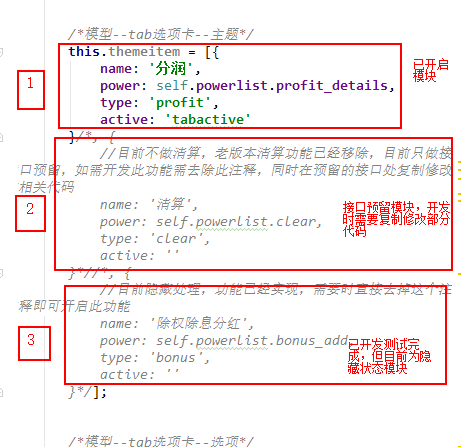 /*模型--tab选项卡--主题*/
this.themeitem = [{
name: '分润',
power: self.powerlist.profit_details,
type: 'profit',
active: 'tabactive'
}/*, {
已开启
模块
1
//目前不做清算，老版本清算功能已经移除，目前只做接
口预留，如需开发此功能需去除此注释，同时在预留的接口处复制修改
相关代码
name: '清算',
power: self.powerlist.clear,
type: 'clear',
active: ''
}*//*, {
2
接口预留模块，开发
时需要复制修改部分
代码
//目前隐藏处理，功能已经实现，需要时直接去掉这个注
释即可开启此功能
name: '除权除息分红',
power: self.powerlist.bonus_add,
type: 'bonus',
active: ''
}*/];
3
已开发测试完
成，但目前为隐
藏状态模块
/*模型--tab选项卡--选项*/